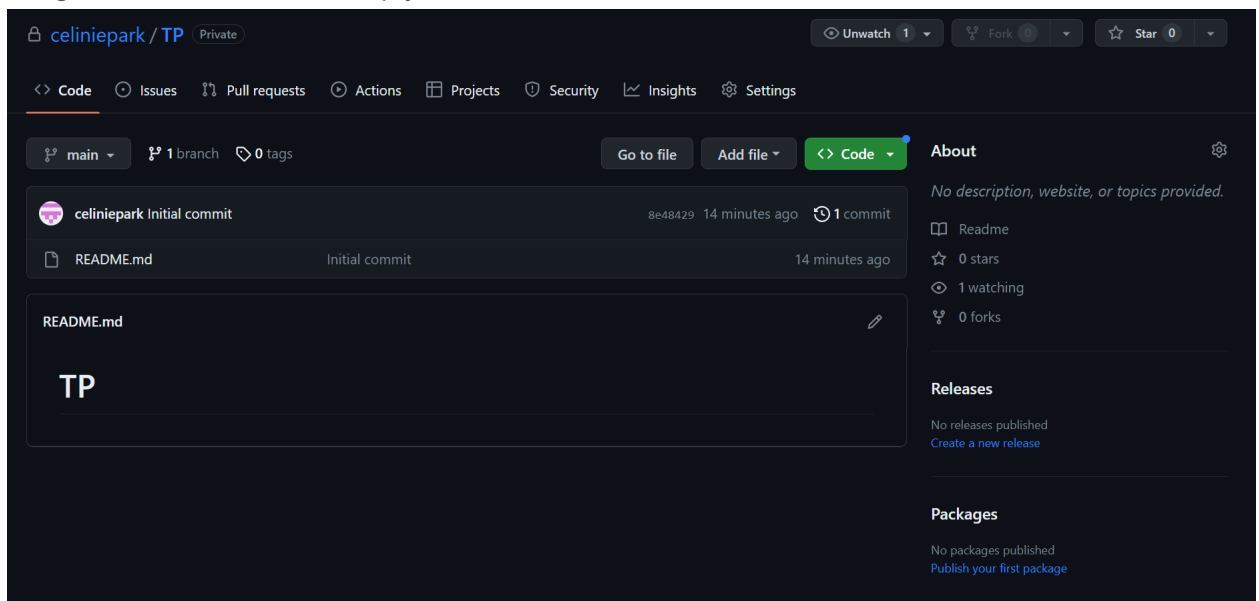 celiniepark / TP Private
Unwatch 1 Fork 0 Star 0
Code Issues Pull requests Actions Projects Security Insights Settings
main 1 branch 0 tags Go to file Add file Code
celiniepark Initial commit 8e48429 14 minutes ago 1 commit
README.md Initial commit 14 minutes ago
README.md
TP
About
No description, website, or topics provided.
Readme
0 stars
1 watching
0 forks
Releases
No releases published
Create a new release
Packages
No packages published
Publish your first package